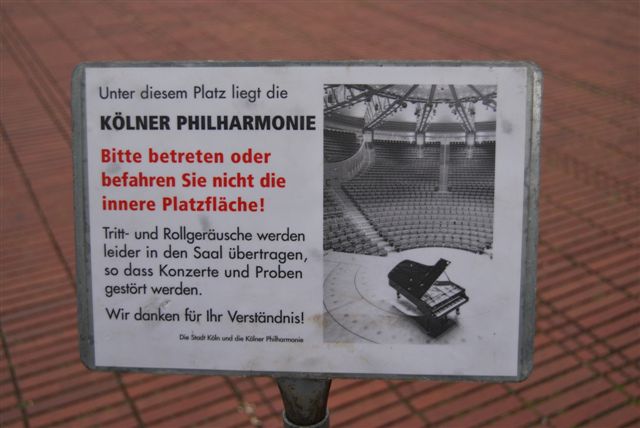 Unter diesem Platz liegt die
KÖLNER PHILHARMONIE
Bitte betreten oder
befahren Sie nicht die
innere Platzfläche!
Tritt- und Rollgeräusche werden
leider in den Saal übertragen,
so dass Konzerte und Proben
gestört werden.
Wir danken für Ihr Verständnis!
Die Stadt Köln und die Kölner Philharmonie